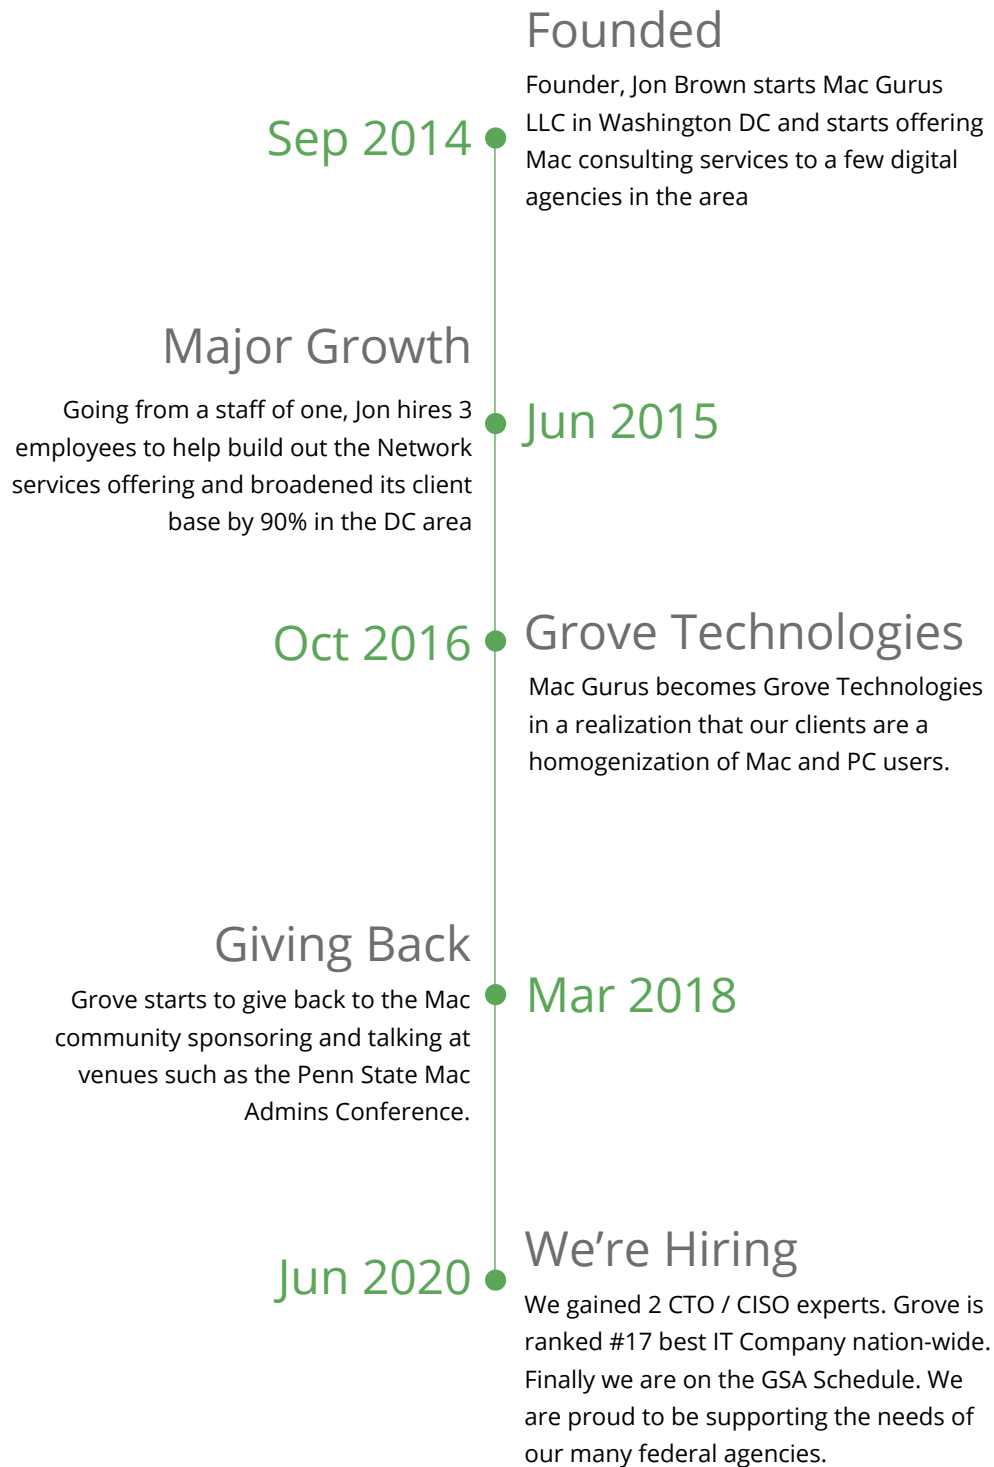 Founded
Founder, Jon Brown starts Mac Gurus
LLC in Washington DC and starts offering
Mac consulting services to a few digital
agencies in the area
Sep 2014
Major Growth
Going from a staff of one, Jon hires 3
employees to help build out the Network
services offering and broadened its client
base by 90% in the DC area
Jun 2015
Oct 2016
Grove Technologies
Mac Gurus becomes Grove Technologies
in a realization that our clients are a
homogenization of Mac and PC users.
Giving Back
Grove starts to give back to the Mac
community sponsoring and talking at
venues such as the Penn State Mac
Admins Conference.
Mar 2018
Jun 2020
We’re Hiring
We gained 2 CTO / CISO experts. Grove is
ranked #17 best IT Company nation-wide.
Finally we are on the GSA Schedule. We
are proud to be supporting the needs of
our many federal agencies.